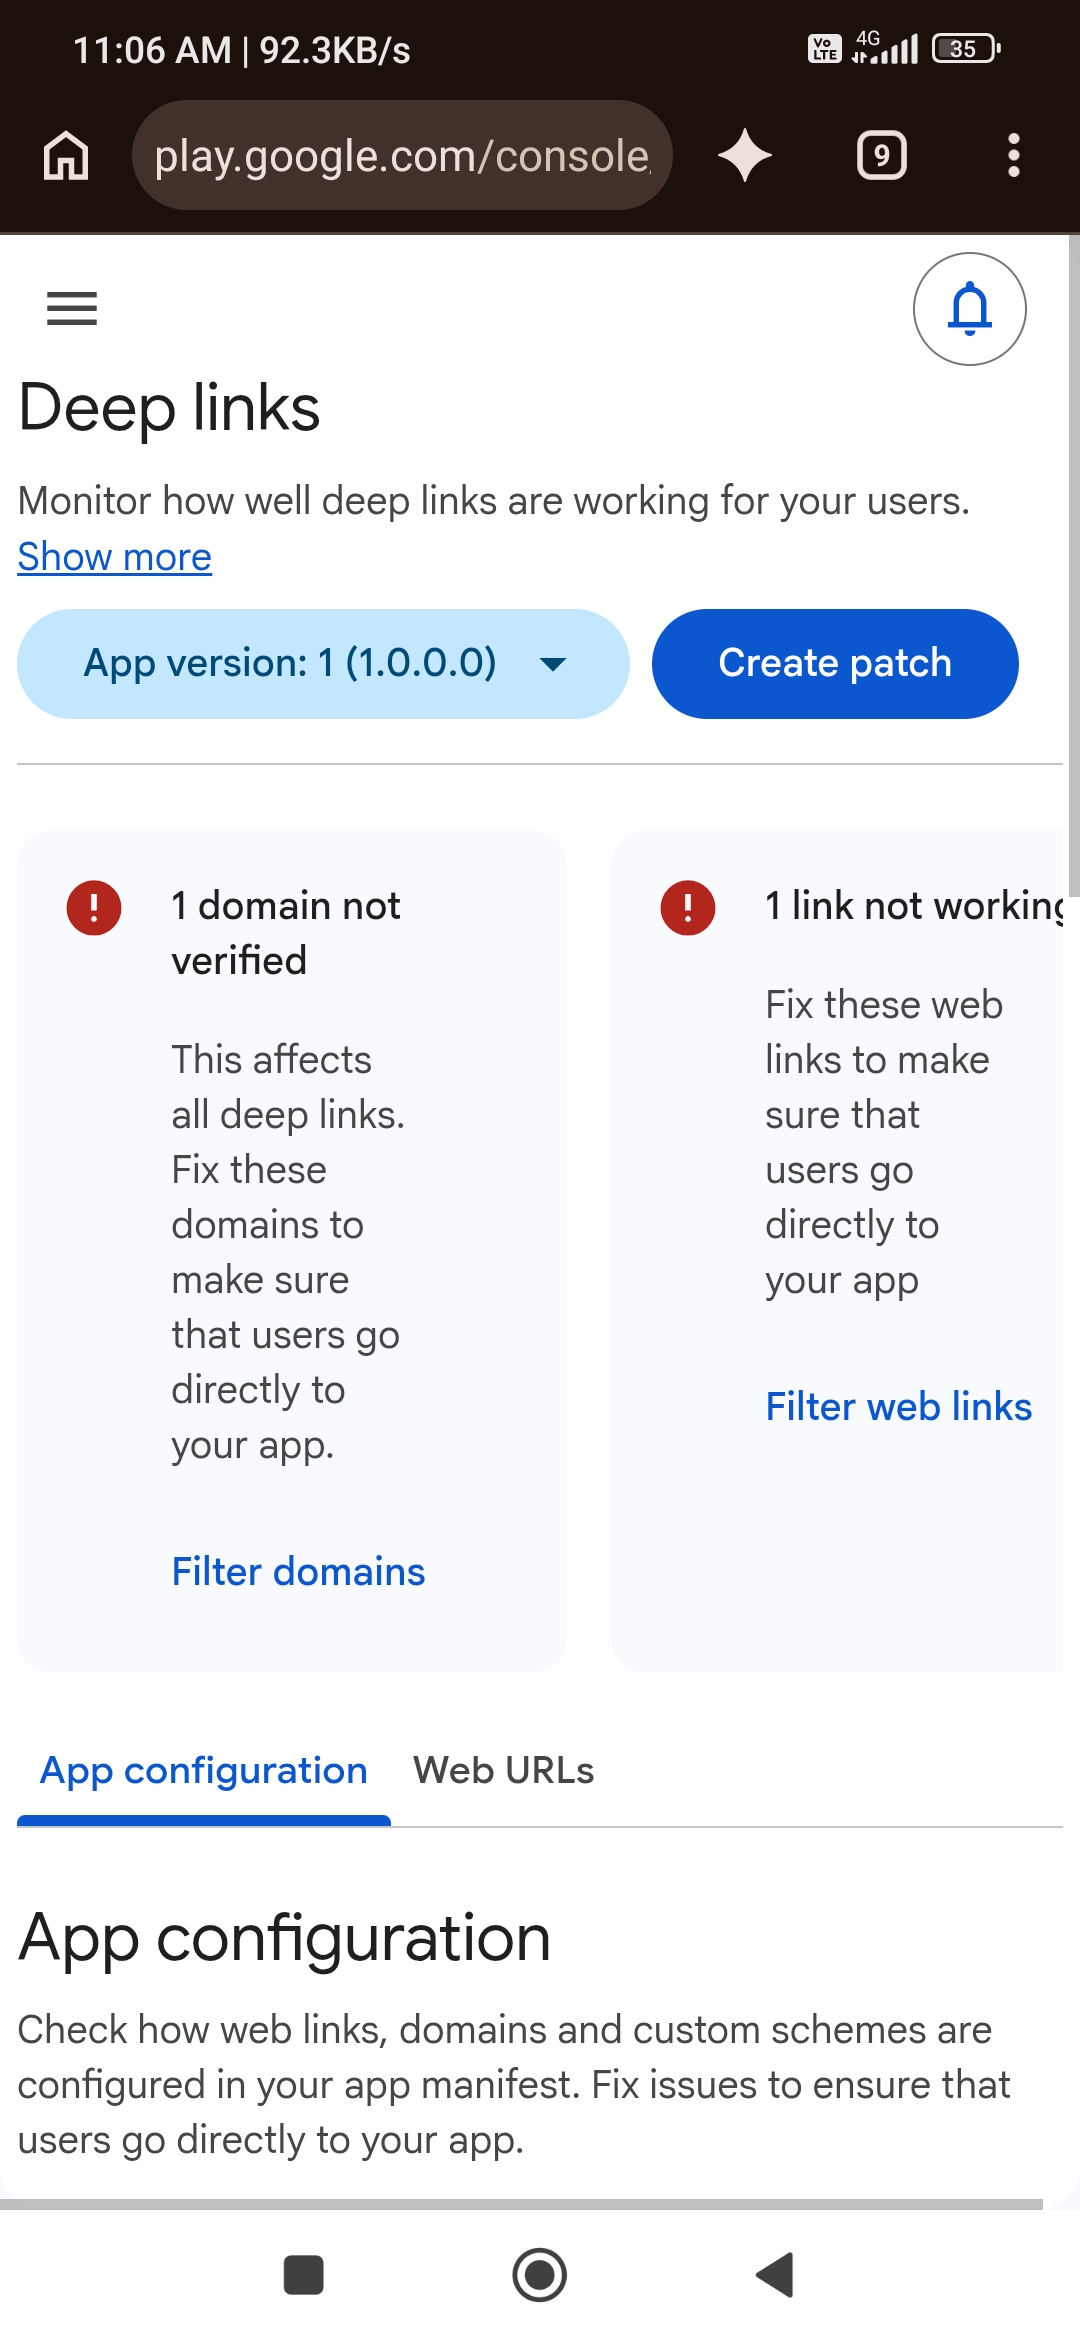 11:06 AM | 92.3KB/s
Vo LTE 4G 35
play.google.com/console
9
Deep links
Monitor how well deep links are working for your users.
Show more
App version: 1 (1.0.0.0)
Create patch
1 domain not
verified
This affects
all deep links.
Fix these
domains to
make sure
that users go
directly to
your app.
Filter domains
1 link not working
Fix these web
links to make
sure that
users go
directly to
your app
Filter web links
App configuration
Web URLs
App configuration
Check how web links, domains and custom schemes are
configured in your app manifest. Fix issues to ensure that
users go directly to your app.